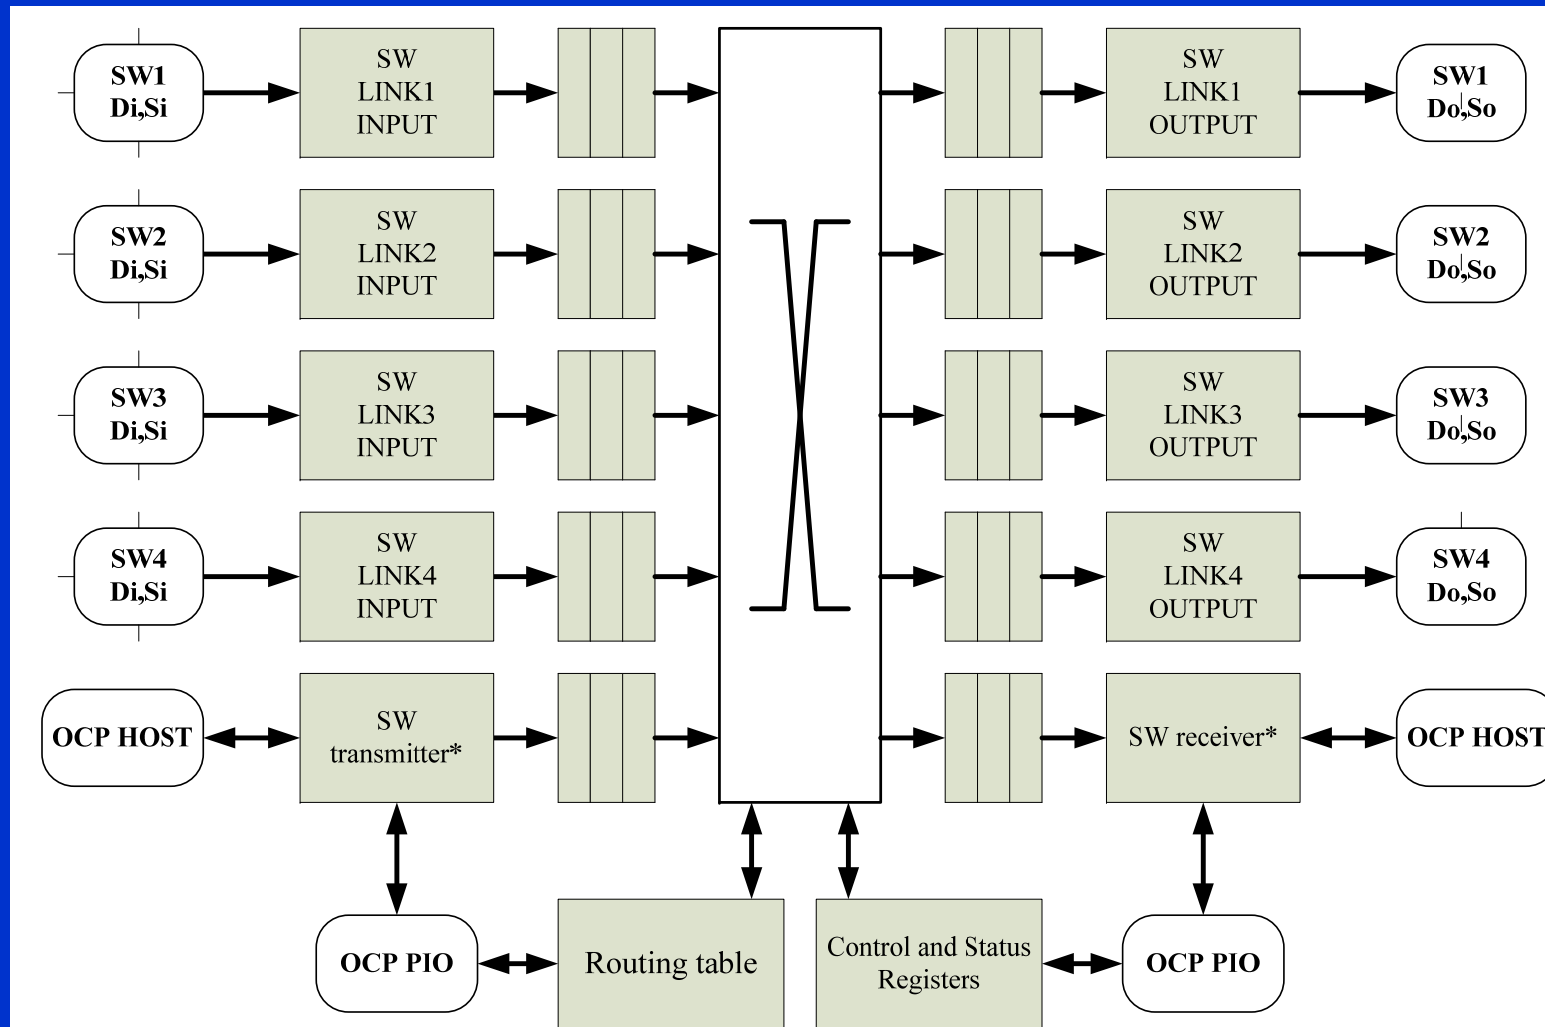 SW1
Di,Si
SW
LINK1
INPUT
SW
LINK1
OUTPUT
SW1
Do,So
SW2
Di,Si
SW
LINK2
INPUT
SW
LINK2
OUTPUT
SW2
Do,So
SW3
Di,Si
SW
LINK3
INPUT
SW
LINK3
OUTPUT
SW3
Do,So
SW4
Di,Si
SW
LINK4
INPUT
SW
LINK4
OUTPUT
SW4
Do,So
OCP HOST
SW
transmitter*
SW receiver*
OCP HOST
OCP PIO
Routing table
Control and Status
Registers
OCP PIO